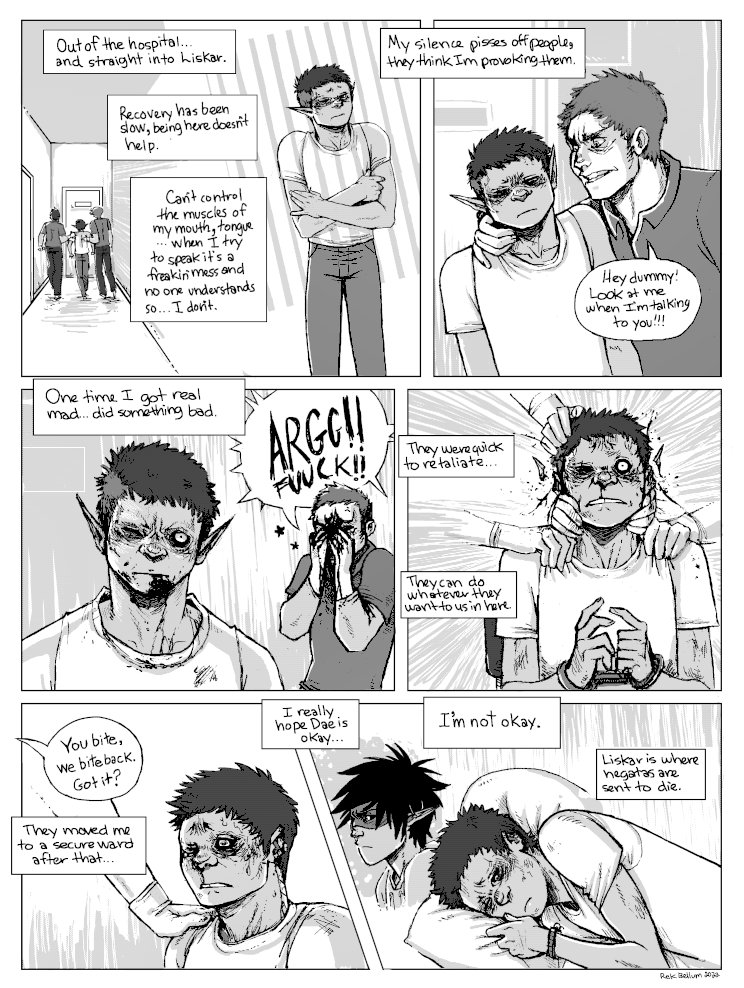 Out of the hospital...
and straight into Liskar.
Recovery has been
slow, being here doesn't
help.
Can't control
the muscles of
my mouth, tongue
... when I try
to speak it's a
freakin' mess and
no one understands
so... I don't.
My silence pisses off people,
they think I'm provoking them.
Hey dummy!
Look at me
when I'm talking
to you!!!
One time I got real
mad... did something bad.
ARGG!!
FUUCK!!
They were quick
to retaliate...
They can do
whatever they
want to us in here
You bite,
we bite back.
Got it?
They moved me
to a secure ward
after that...
I really
hope Dae is
okay...
I'm not okay.
Liskar is where
negatas are
sent to die.
Rek Bellum 2022